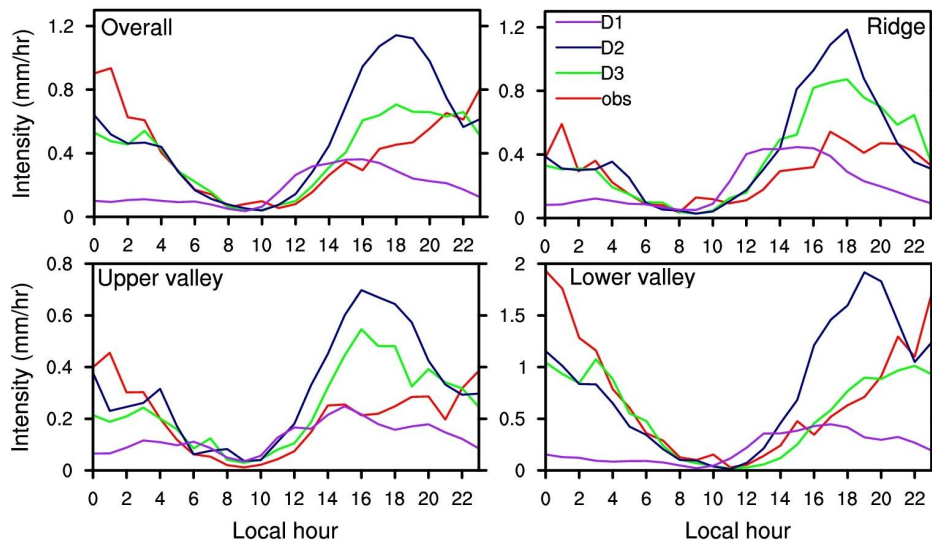 Overall
Intensity (mm/hr)
1.2
0.8
0.4
0
0 2 4 6 8 10 12 14 16 18 20 22
Ridge
D1
D2
D3
obs
1.2
0.8
0.4
0
0 2 4 6 8 10 12 14 16 18 20 22
Upper valley
Intensity (mm/hr)
0.8
0.6
0.4
0.2
0
0 2 4 6 8 10 12 14 16 18 20 22
Local hour
Lower valley
2
1.5
1
0.5
0
0 2 4 6 8 10 12 14 16 18 20 22
Local hour